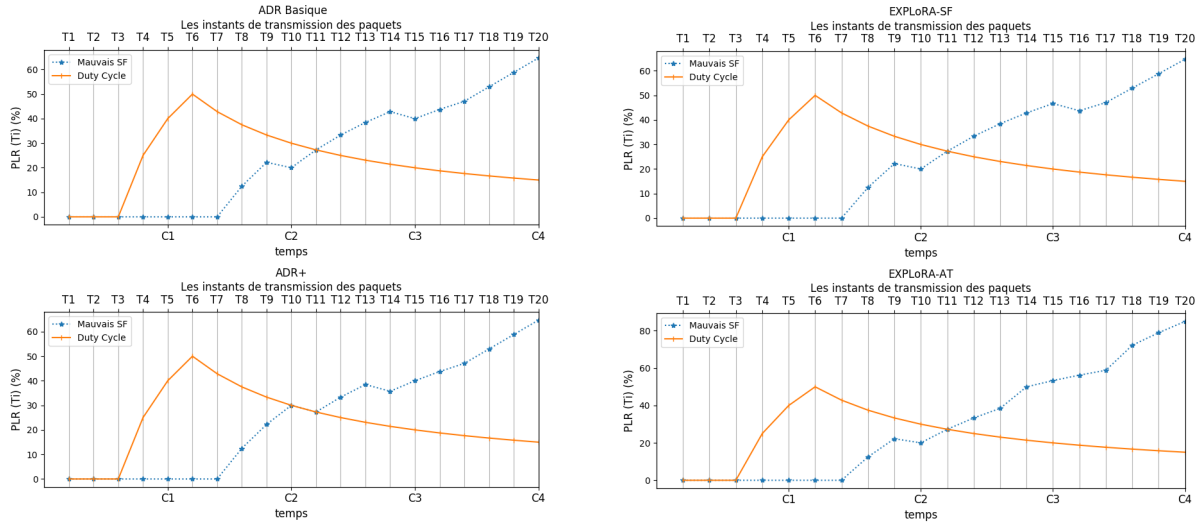 ADR Basique
Les instants de transmission des paquets
T1 T2 T3 T4 T5 T6 T7 T8 T9 T10 T11 T12 T13 T14 T15 T16 T17 T18 T19 T20
Mauvais SF
Duty Cycle
PLR (Ti) (%)
60
50
40
30
20
10
0
C1 C2 C3 C4
temps
EXPLoRA-SF
Les instants de transmission des paquets
T1 T2 T3 T4 T5 T6 T7 T8 T9 T10 T11 T12 T13 T14 T15 T16 T17 T18 T19 T20
Mauvais SF
Duty Cycle
PLR (Ti) (%)
60
50
40
30
20
10
0
C1 C2 C3 C4
temps
ADR+
Les instants de transmission des paquets
T1 T2 T3 T4 T5 T6 T7 T8 T9 T10 T11 T12 T13 T14 T15 T16 T17 T18 T19 T20
Mauvais SF
Duty Cycle
PLR (Ti) (%)
60
50
40
30
20
10
0
C1 C2 C3 C4
temps
EXPLoRA-AT
Les instants de transmission des paquets
T1 T2 T3 T4 T5 T6 T7 T8 T9 T10 T11 T12 T13 T14 T15 T16 T17 T18 T19 T20
Mauvais SF
Duty Cycle
PLR (Ti) (%)
80
60
40
20
0
C1 C2 C3 C4
temps